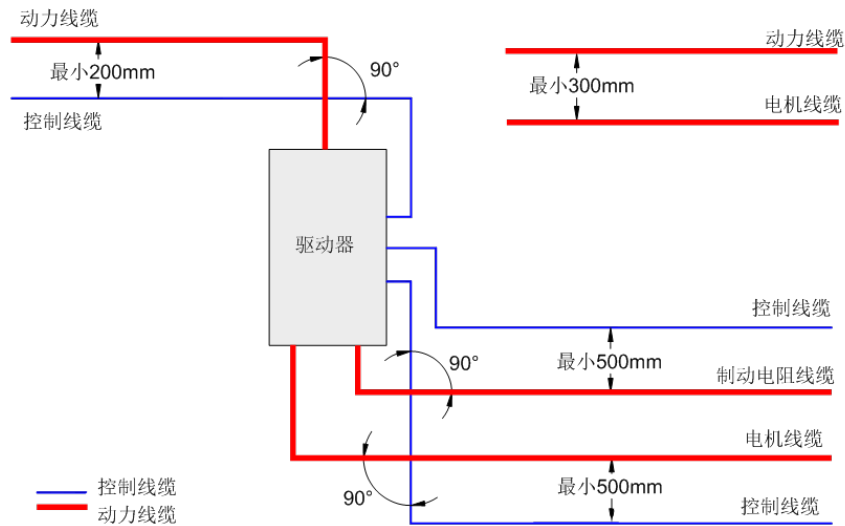 动力线缆
最小200mm
90°
控制线缆
动力线缆
最小300mm
电机线缆
驱动器
控制线缆
最小500mm
90°
制动电阻线缆
电机线缆
最小500mm
90°
控制线缆
控制线缆
动力线缆